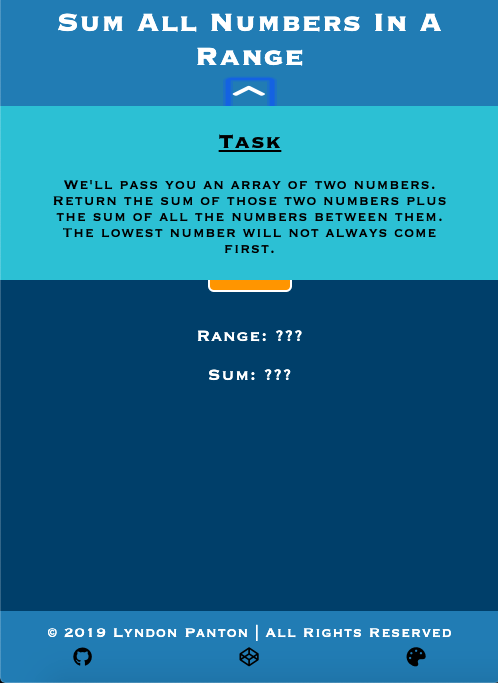 Sum All Numbers In A
Range
Task
We'll pass you an array of two numbers.
Return the sum of those two numbers plus
the sum of all the numbers between them.
The lowest number will not always come
first.
Range: ???
Sum: ???
© 2019 Lyndon Panton | All Rights Reserved